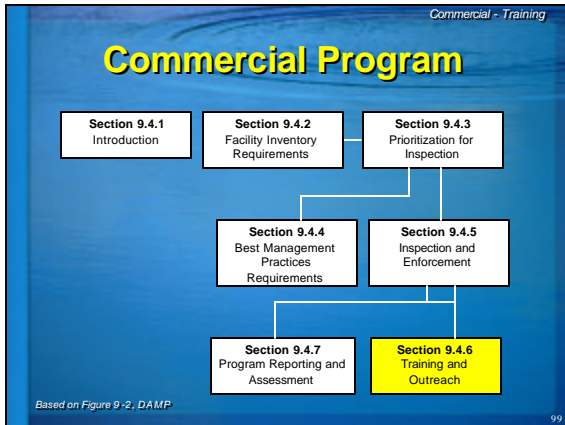 Commercial - Training
Commercial Program
Section 9.4.1
Introduction
Section 9.4.2
Facility Inventory
Requirements
Section 9.4.3
Prioritization for
Inspection
Section 9.4.4
Best Management
Practices
Requirements
Section 9.4.5
Inspection and
Enforcement
Section 9.4.7
Program Reporting and
Assessment
Section 9.4.6
Training and
Outreach
Based on Figure 9-2, DAMP
99